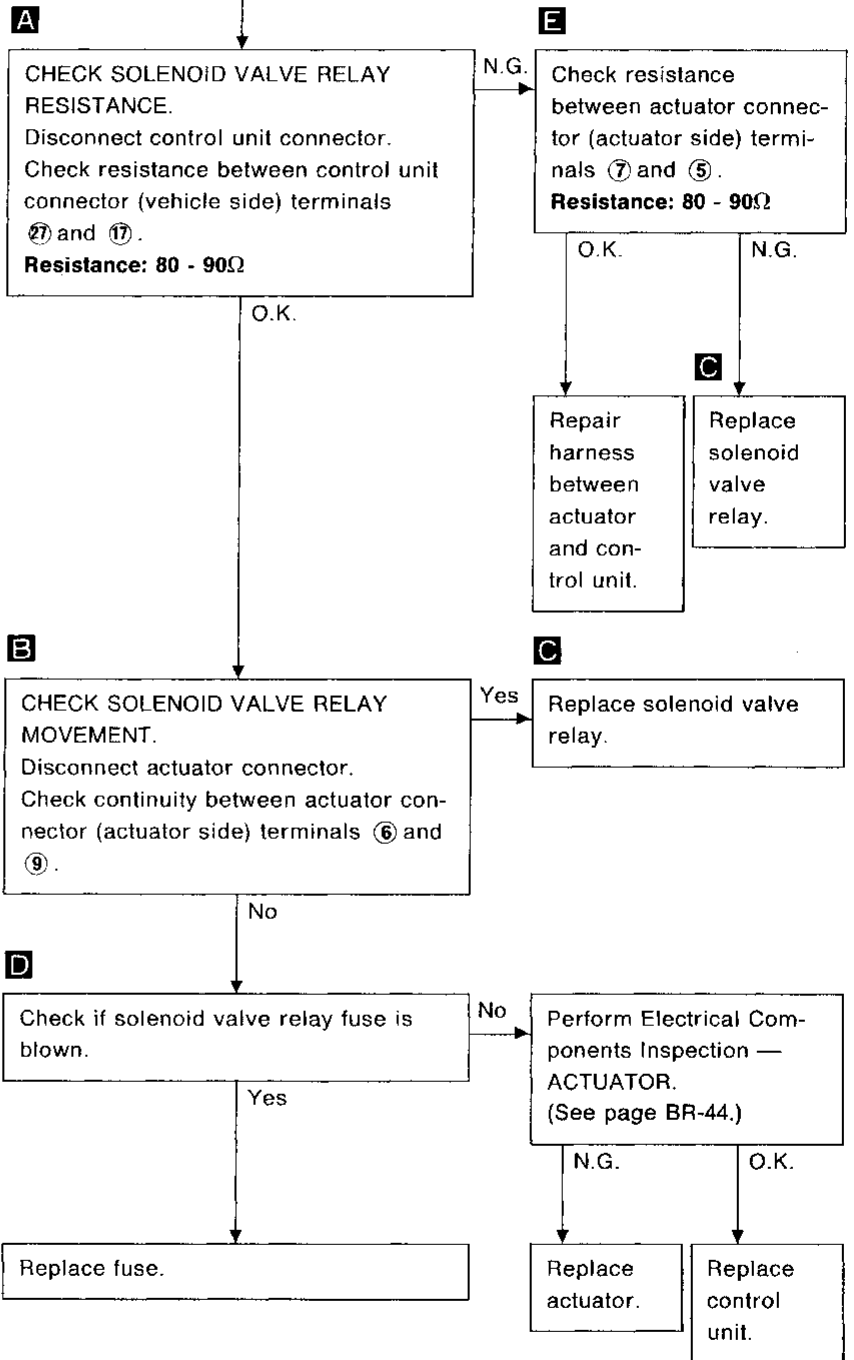 A
CHECK SOLENOID VALVE RELAY
RESISTANCE.
Disconnect control unit connector.
Check resistance between control unit
connector (vehicle side) terminals
㉗ and ⑰.
Resistance: 80 - 90Ω
N.G.
O.K.
E
Check resistance
between actuator connec-
tor (actuator side) termi-
nals ⑦ and ⑤.
Resistance: 80 - 90Ω
O.K.
N.G.
Repair
harness
between
actuator
and con-
trol unit.
C
Replace
solenoid
valve
relay.
B
CHECK SOLENOID VALVE RELAY
MOVEMENT.
Disconnect actuator connector.
Check continuity between actuator con-
nector (actuator side) terminals ⑥ and
⑨.
Yes
No
C
Replace solenoid valve
relay.
D
Check if solenoid valve relay fuse is
blown.
No
Yes
Perform Electrical Com-
ponents Inspection —
ACTUATOR.
(See page BR-44.)
N.G.
O.K.
Replace fuse.
Replace
actuator.
Replace
control
unit.